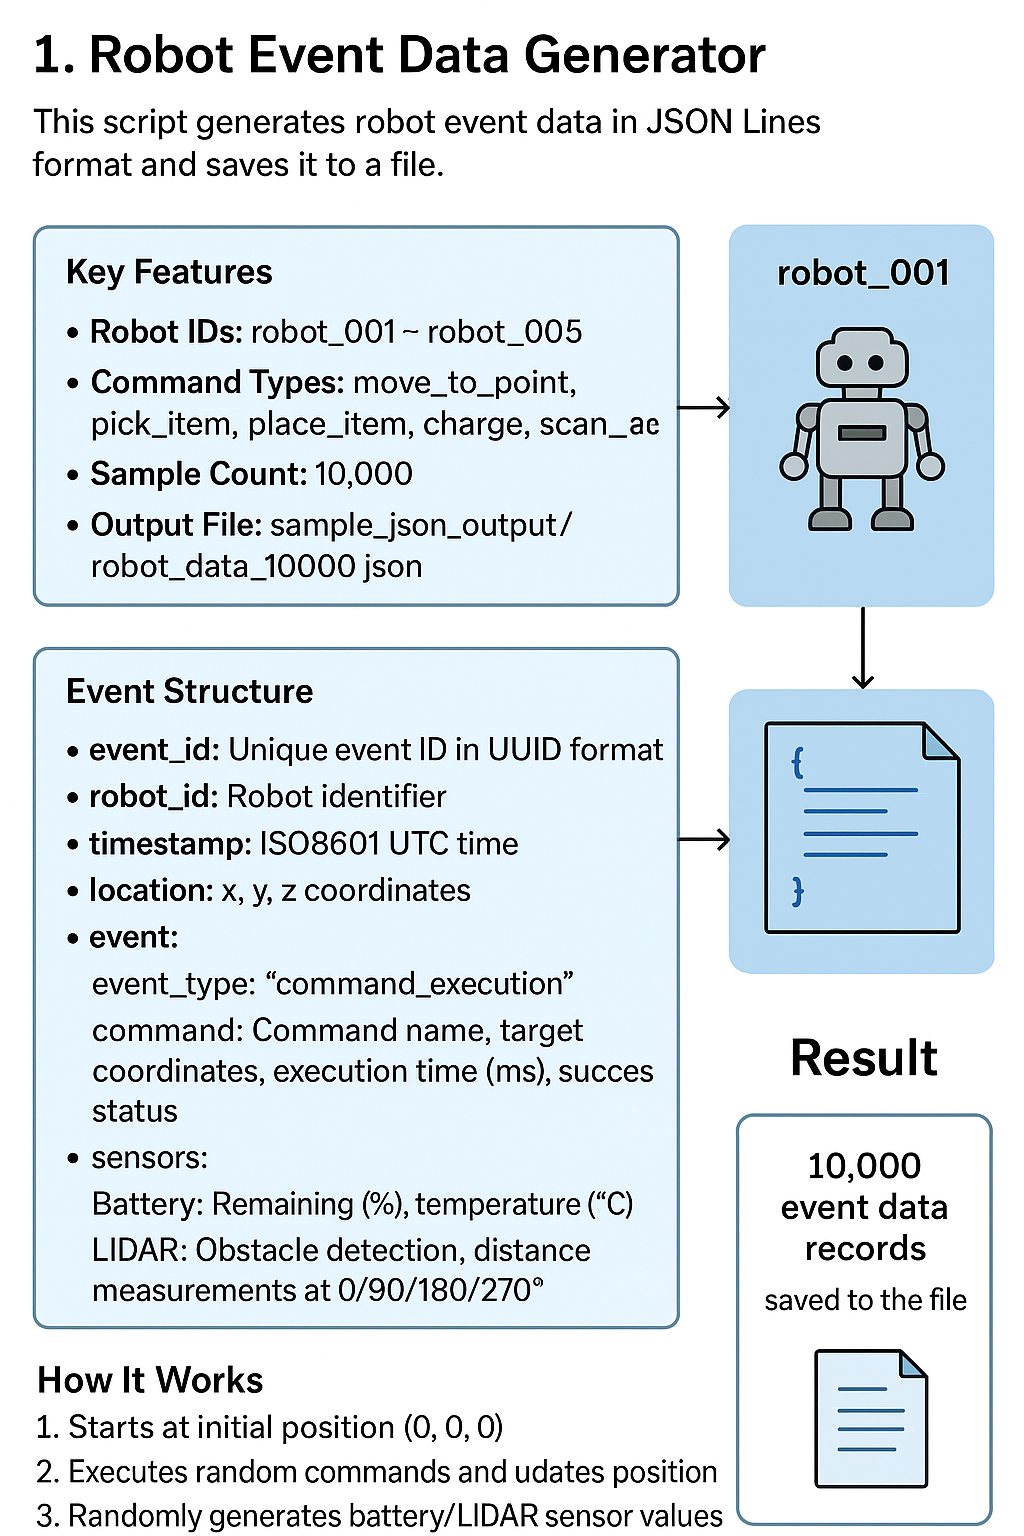 1. Robot Event Data Generator
This script generates robot event data in JSON Lines
format and saves it to a file.
Key Features
• Robot IDs: robot_001 ~ robot_005
• Command Types: move_to_point,
pick_item, place_item, charge, scan_ae
• Sample Count: 10,000
• Output File: sample_json_output/
robot_data_10000 json
robot_001
Event Structure
• event_id: Unique event ID in UUID format
• robot_id: Robot identifier
• timestamp: ISO8601 UTC time
• location: x, y, z coordinates
• event:
event_type: “command_execution”
command: Command name, target
coordinates, execution time (ms), succes
status
• sensors:
Battery: Remaining (%), temperature (“C)
LIDAR: Obstacle detection, distance
measurements at 0/90/180/270°
{
}
Result
10,000
event data
records
saved to the file
How It Works
1. Starts at initial position (0, 0, 0)
2. Executes random commands and udates position
3. Randomly generates battery/LIDAR sensor values